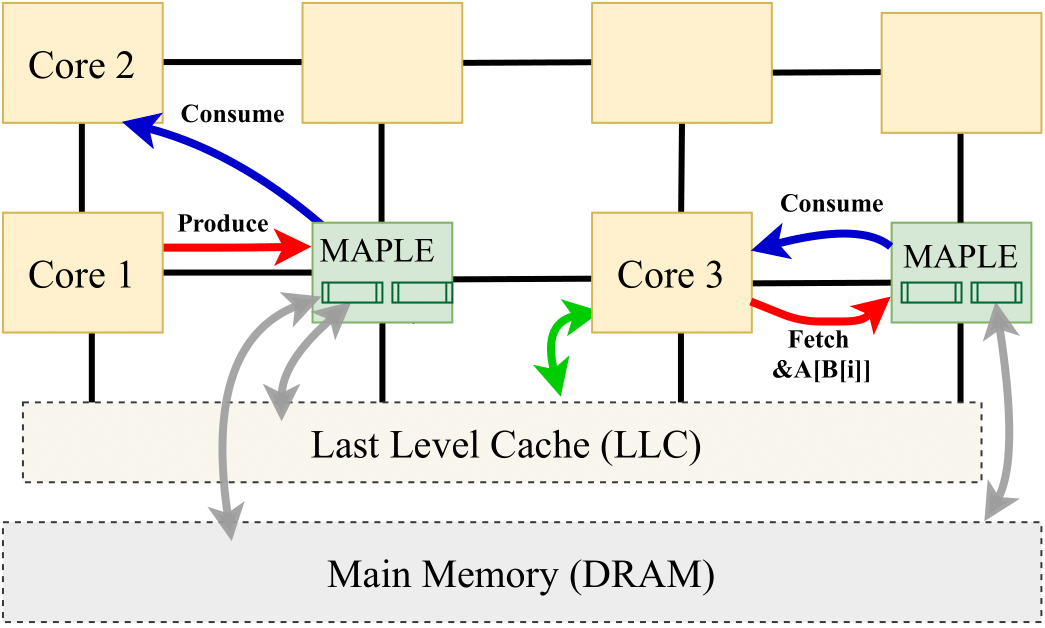 Core 2
Consume
Produce
Consume
MAPLE
MAPLE
Core 1
Core 3
Fetch
&A[B[i]]
Last Level Cache (LLC)
Main Memory (DRAM)